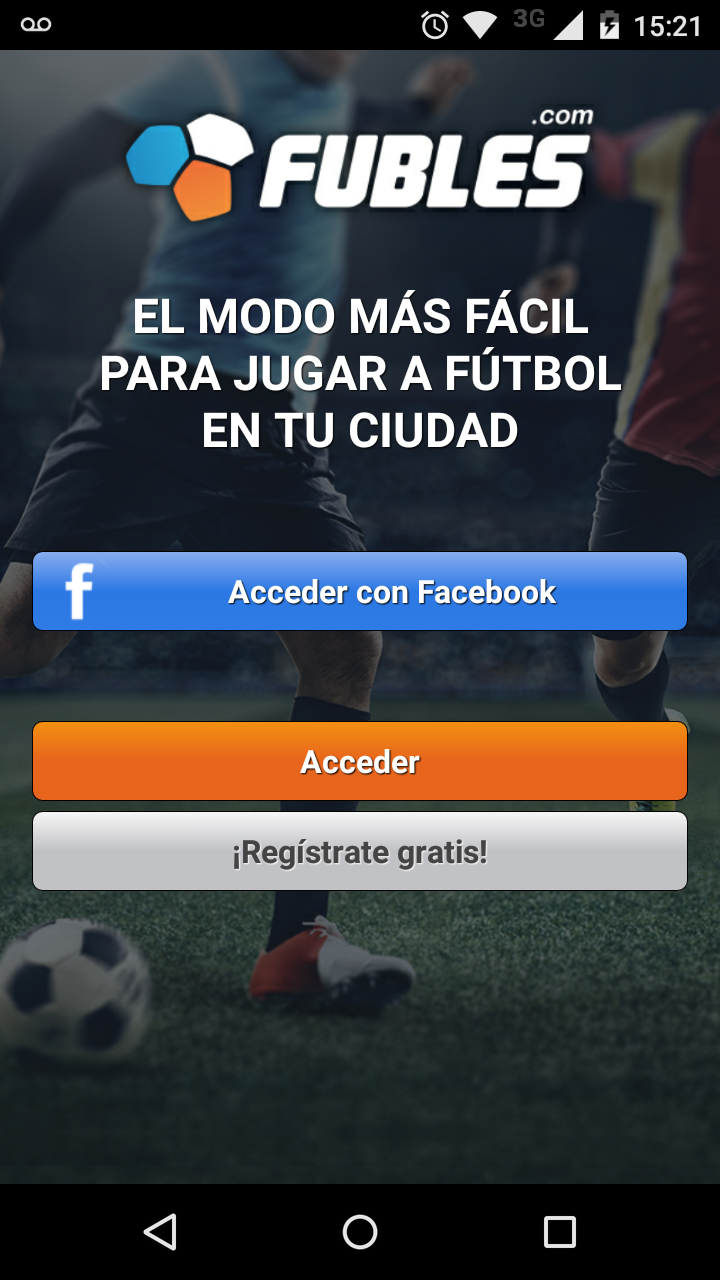 3G 15:21
.com
FUBLES
EL MODO MÁS FÁCIL
PARA JUGAR A FÚTBOL
EN TU CIUDAD
f Acceder con Facebook
Acceder
¡Regístrate gratis!